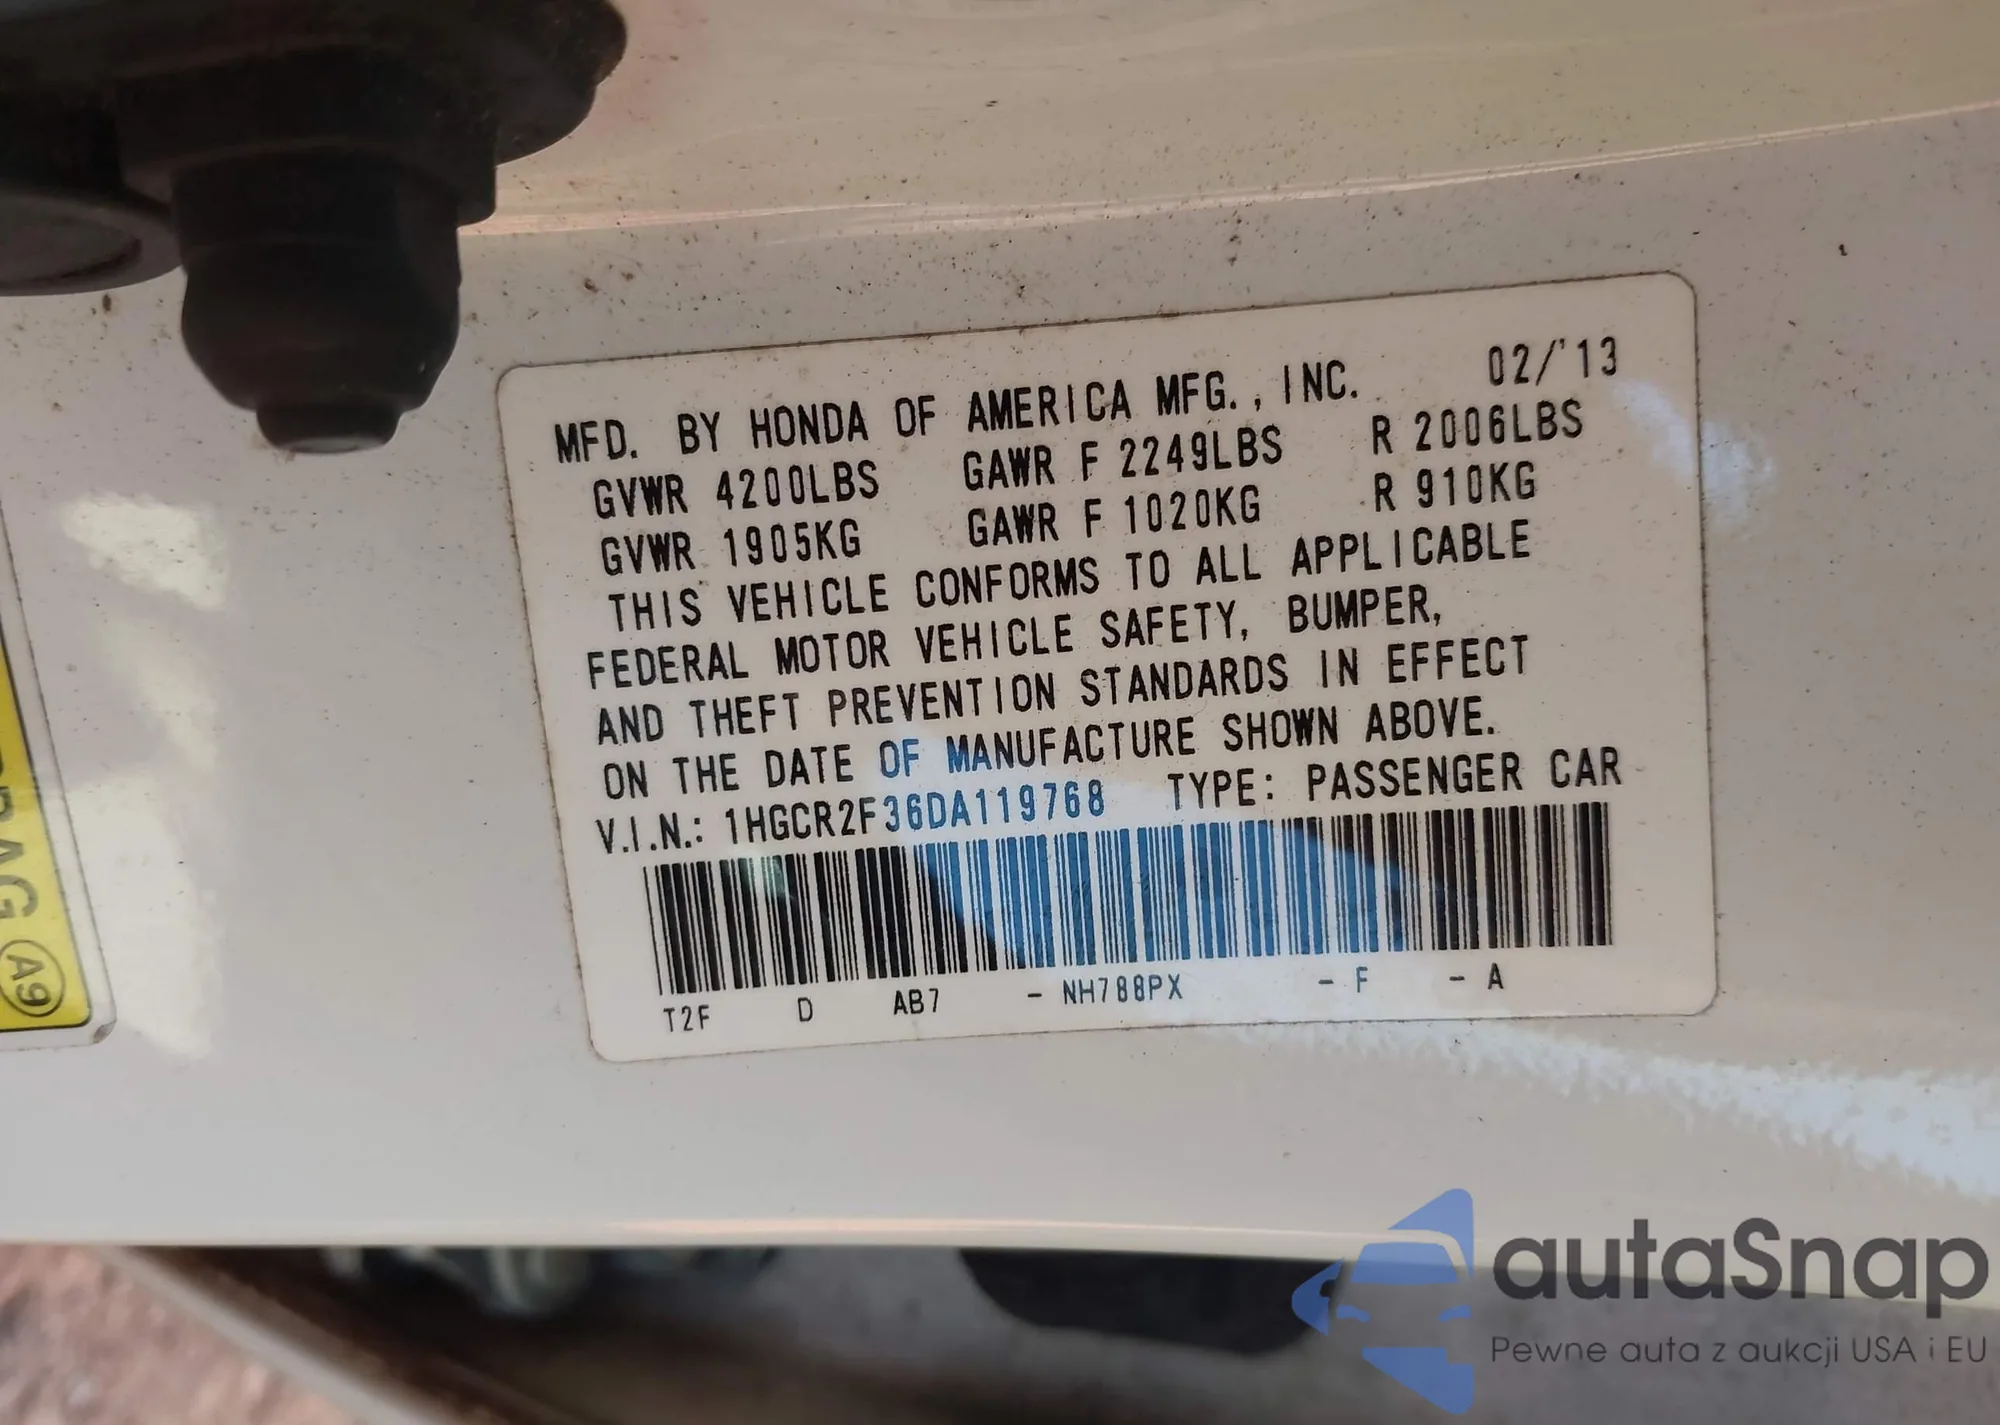 MFD. BY HONDA OF AMERICA MFG., INC. 02/'13
GVWR 4200LBS GAWR F 2249LBS R 2006LBS
GVWR 1905KG GAWR F 1020KG R 910KG
THIS VEHICLE CONFORMS TO ALL APPLICABLE
FEDERAL MOTOR VEHICLE SAFETY, BUMPER,
AND THEFT PREVENTION STANDARDS IN EFFECT
ON THE DATE OF MANUFACTURE SHOWN ABOVE.
V.I.N.: 1HGCR2F36DA119768 TYPE: PASSENGER CAR
T2F D AB7 - NH788PX - F - A
A9
autaSnap
Pewne auta z aukcji USA i EU